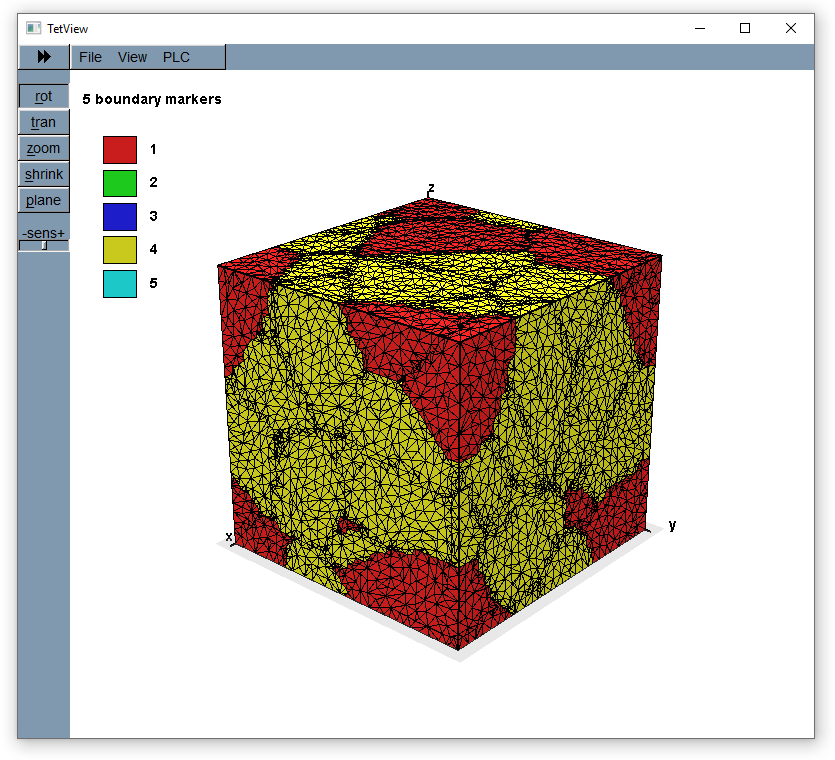 TetView
File View PLC
rot
tran
zoom
shrink
plane
-sens+
5 boundary markers
1
2
3
4
5
z
x
y